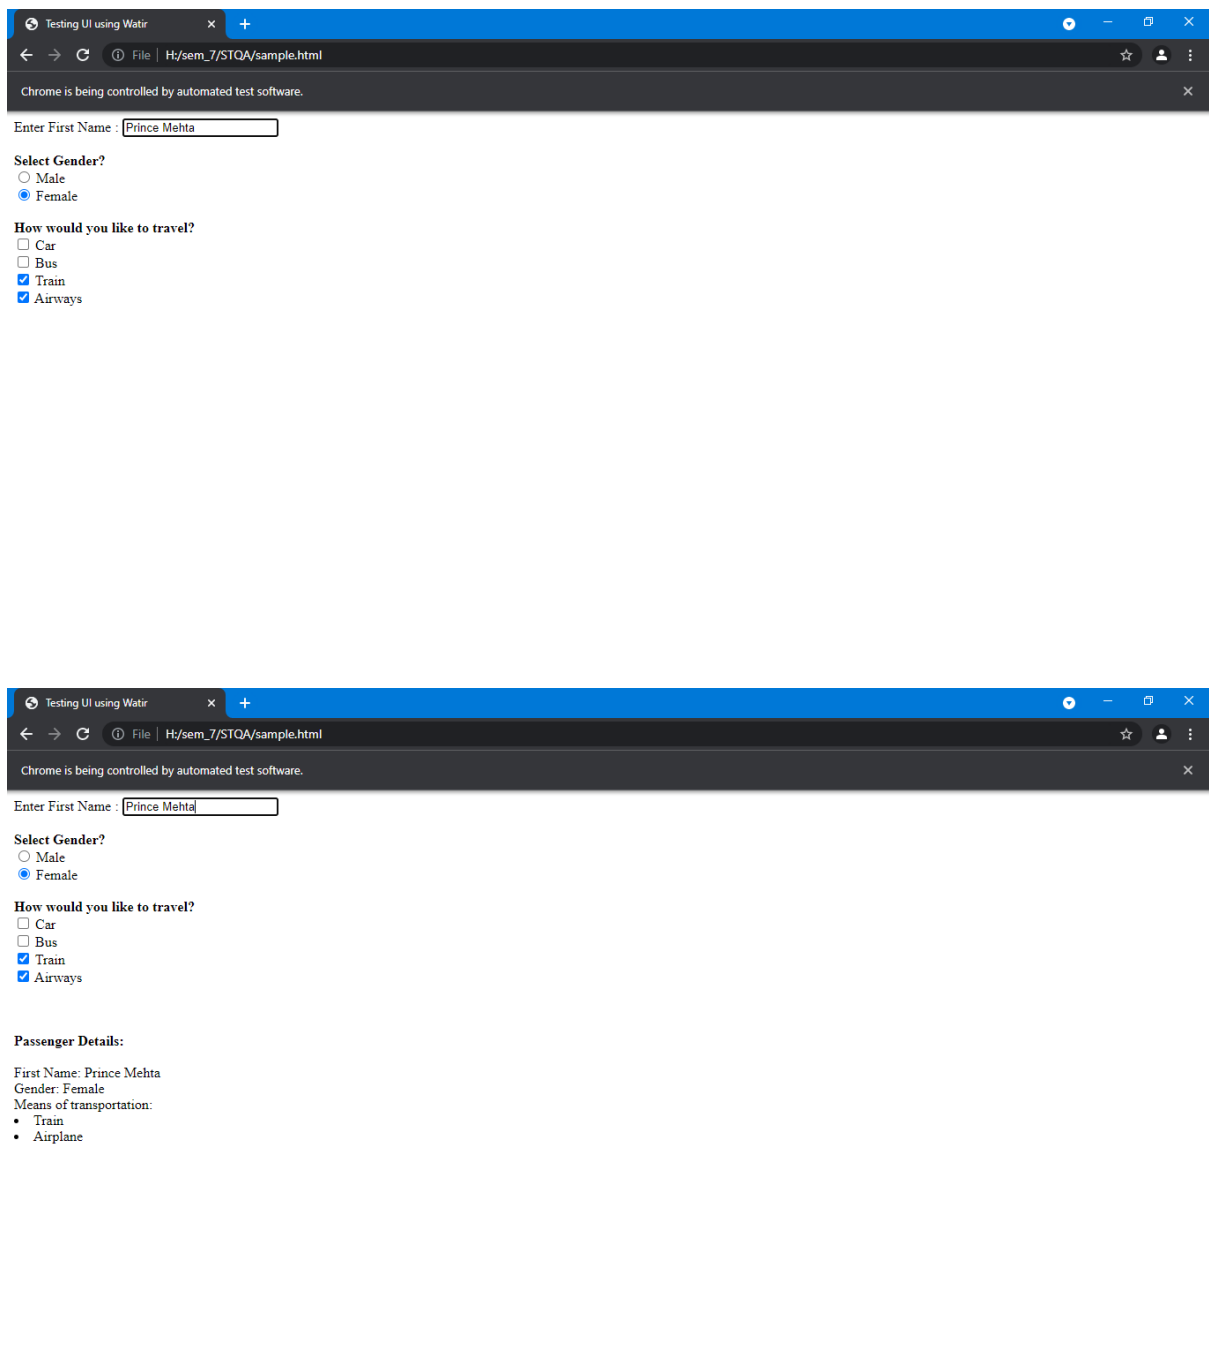 Testing UI using Watir
File | H:/sem_7/STQA/sample.html
Chrome is being controlled by automated test software.
Enter First Name : Prince Mehta
Select Gender?
Male
Female
How would you like to travel?
Car
Bus
Train
Airways
Testing UI using Watir
File | H:/sem_7/STQA/sample.html
Chrome is being controlled by automated test software.
Enter First Name : Prince Mehta
Select Gender?
Male
Female
How would you like to travel?
Car
Bus
Train
Airways
Passenger Details:
First Name: Prince Mehta
Gender: Female
Means of transportation:
• Train
• Airplane